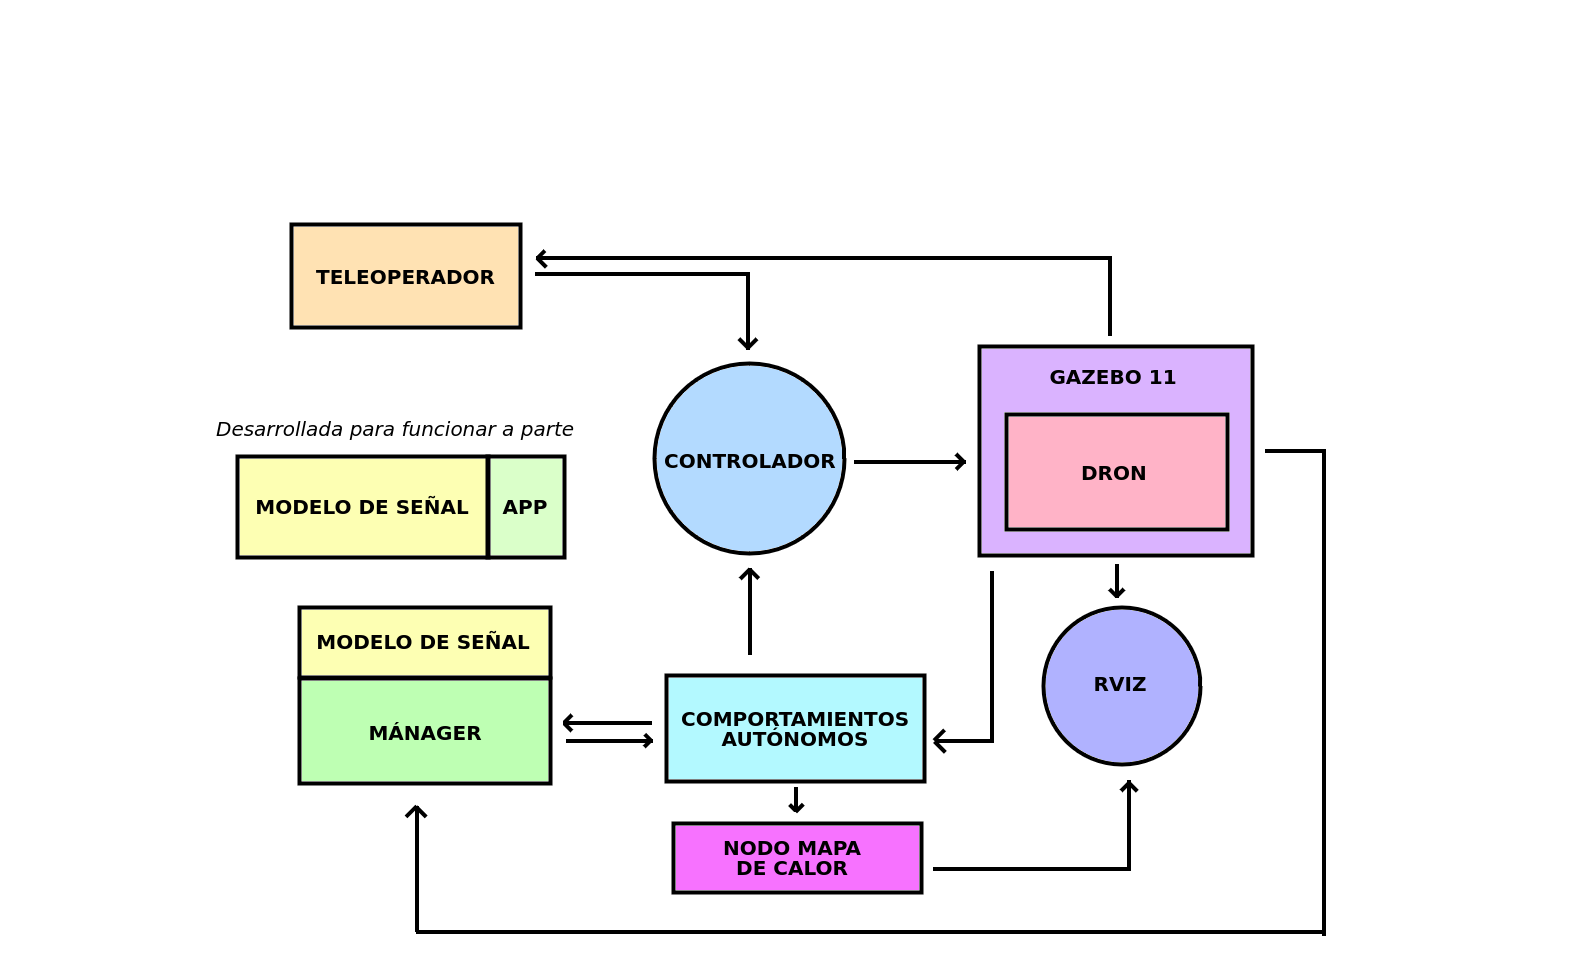 TELEOPERADOR
GAZEBO 11
DRON
Desarrollada para funcionar a parte
CONTROLADOR
MODELO DE SEÑAL
APP
MODELO DE SEÑAL
MÁNAGER
COMPORTAMIENTOS
AUTÓNOMOS
RVIZ
NODO MAPA
DE CALOR